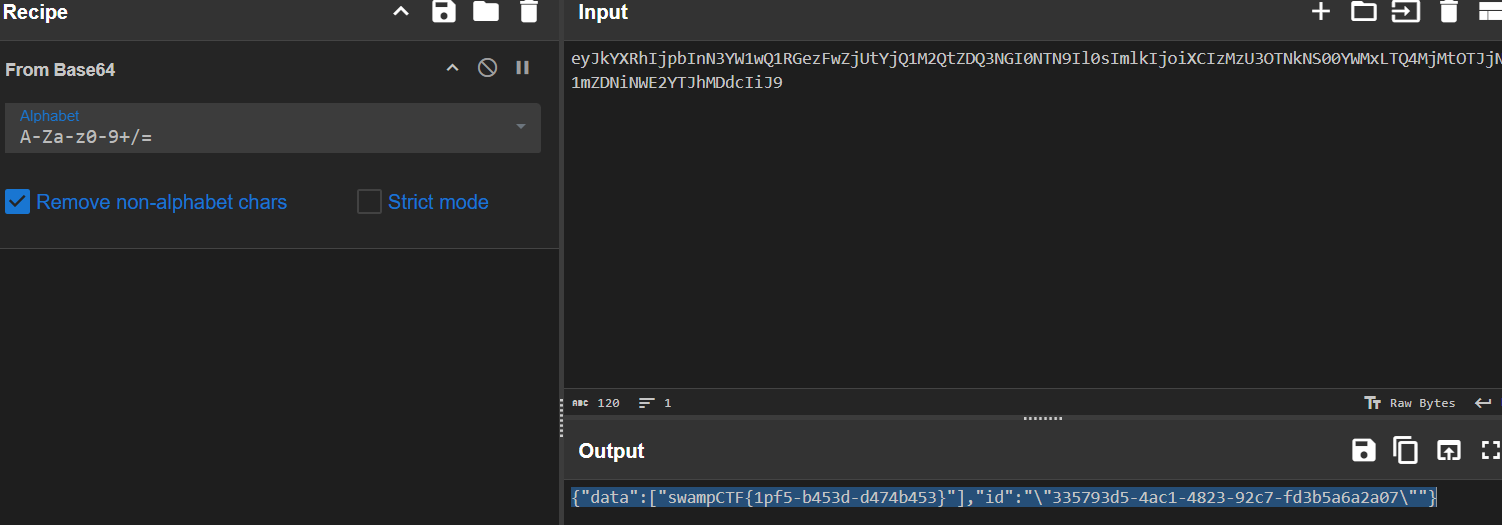 Recipe
From Base64
Alphabet
A-Za-z0-9+/=
Remove non-alphabet chars
Strict mode
Input
eyJkYXRhIjpbInN3YW1wQ1RGezFwZjUtYjQ1M2QtZDQ3NGI0NTN9Il0sImlkIjoiXCIzMzU3OTNkNS00YWMxLTQ4MjMtOTJjN
1mZDNiNWE2YTJhMDdcIiJ9
ABC 120 1
Tт Raw Bytes
Output
{"data":["swampCTF{1pf5-b453d-d474b453}"],"id":"\"335793d5-4ac1-4823-92c7-fd3b5a6a2a07\""}